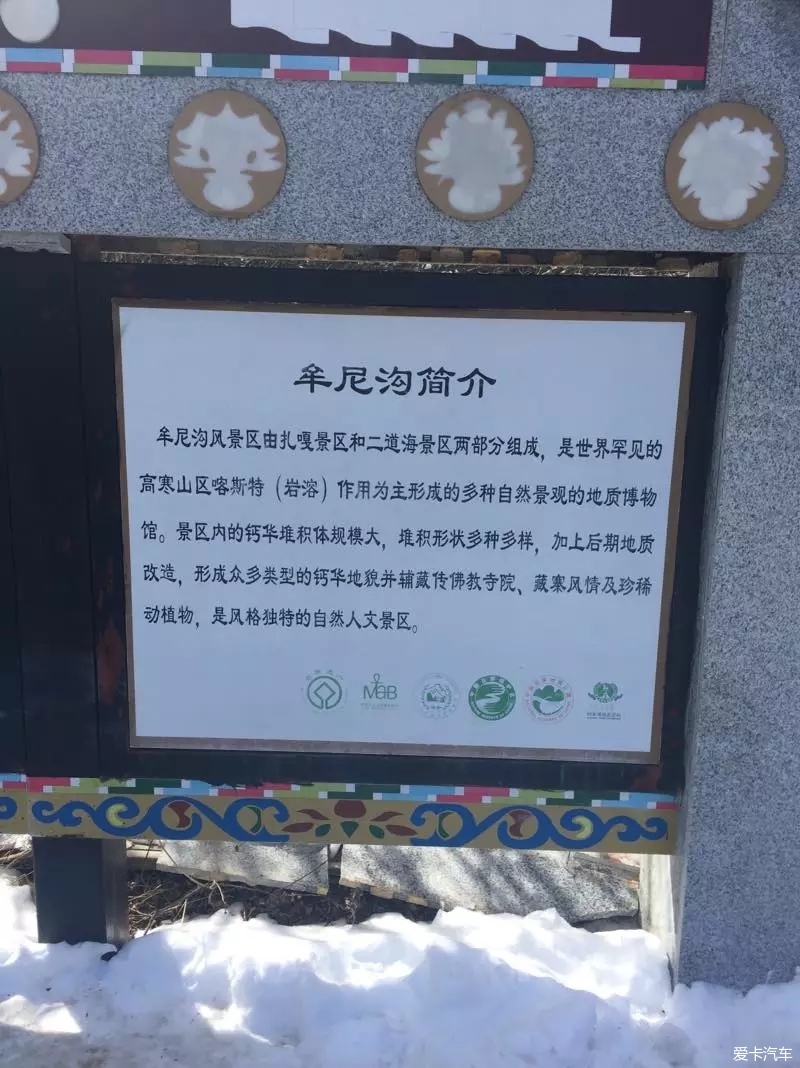 牟尼沟简介
牟尼沟风景区由扎嘎景区和二道海景区两部分组成，是世界罕见的
高寒山区喀斯特（岩溶）作用为主形成的多种自然景观的地质博物
馆。景区内的钙华堆积体规模大，堆积形状多种多样，加上后期地质
改造，形成众多类型的钙华地貌并辅藏传佛教寺院、藏寨风情及珍稀
动植物，是风格独特的自然人文景区。
MaB
爱卡汽车